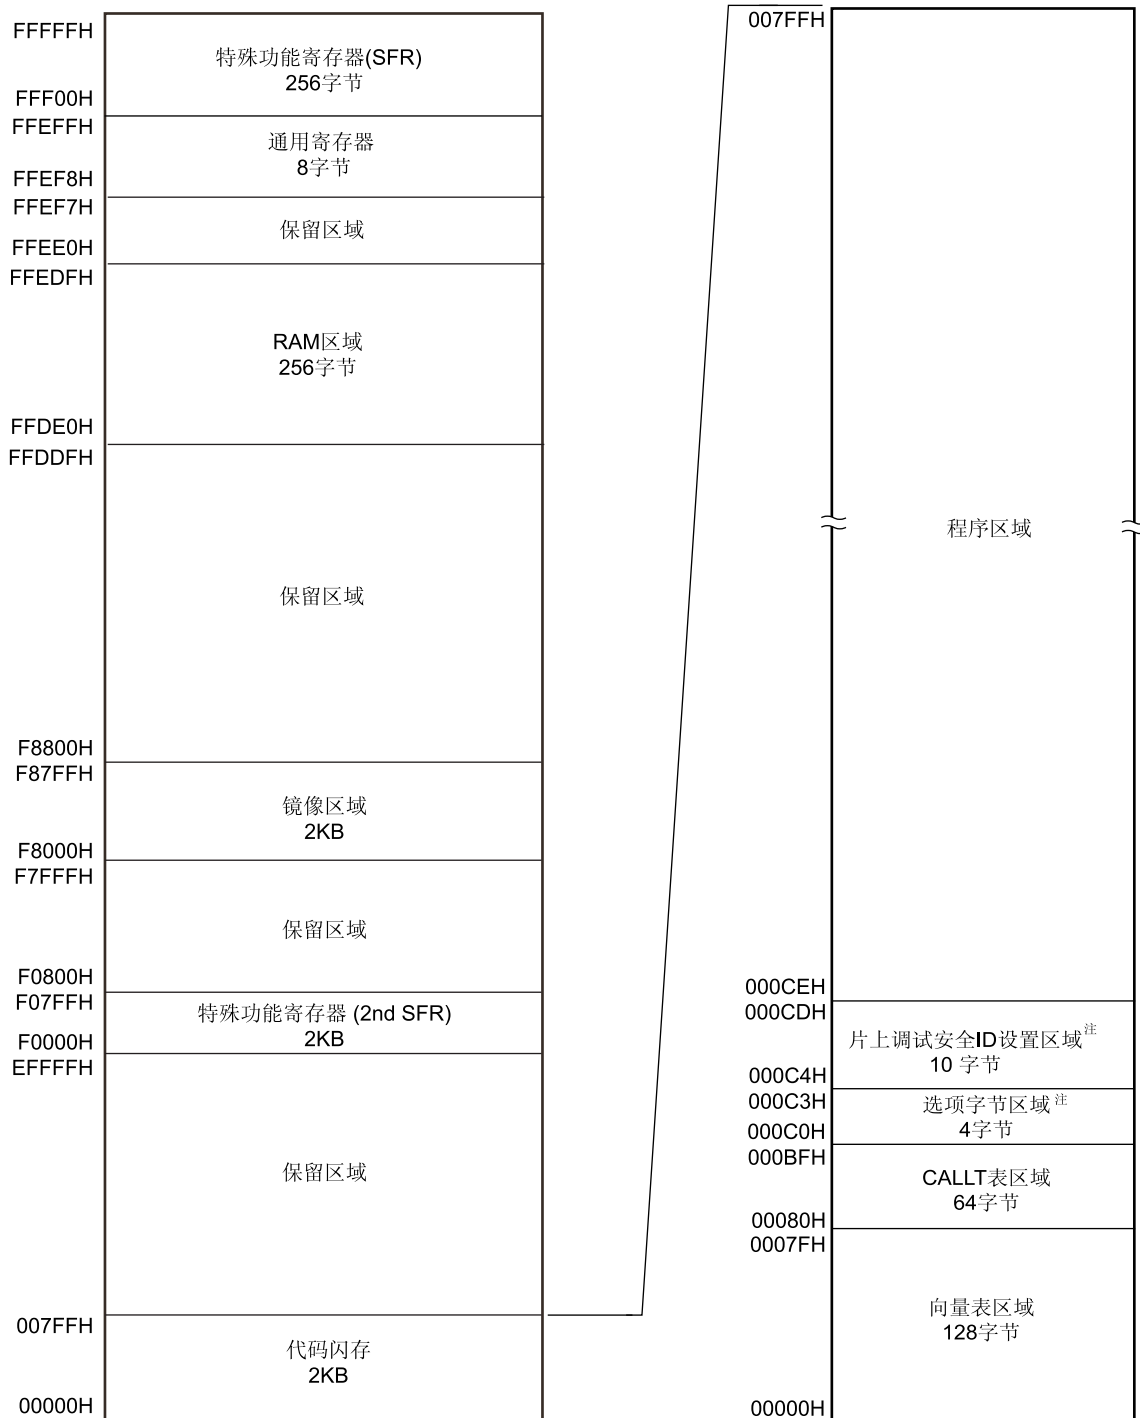 FFFFFH
特殊功能寄存器(SFR)
256字节
FFF00H
FFEFFH
通用寄存器
8字节
FFEF8H
FFEF7H
保留区域
FFEE0H
FFEDFH
RAM区域
256字节
FFDE0H
FFDDFH
保留区域
F8800H
F87FFH
镜像区域
2KB
F8000H
F7FFFH
保留区域
F0800H
F07FFH
特殊功能寄存器 (2nd SFR)
2KB
F0000H
EFFFFH
保留区域
007FFH
代码闪存
2KB
00000H
007FFH
程序区域
000CEH
000CDH
片上调试安全ID设置区域注
10 字节
000C4H
000C3H
选项字节区域 注
4字节
000C0H
000BFH
CALLT表区域
64字节
00080H
0007FH
向量表区域
128字节
00000H